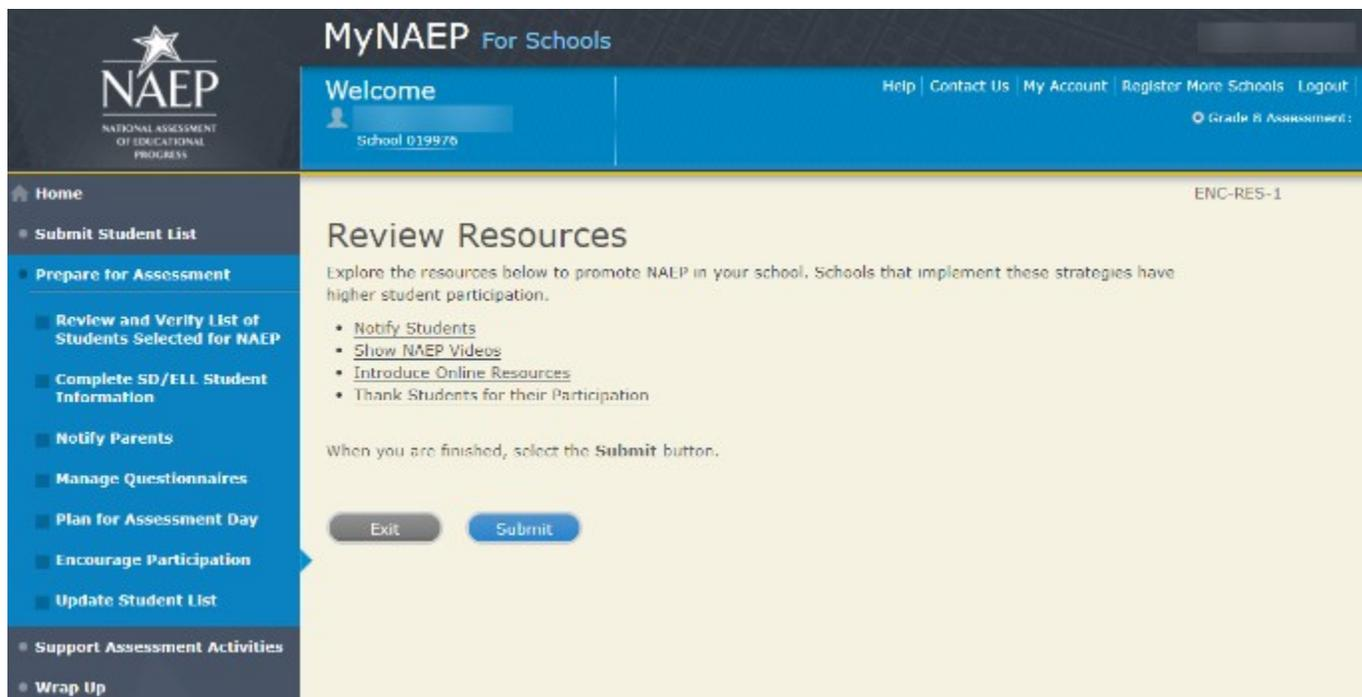 NAEP
NATIONAL ASSESSMENT
OF EDUCATIONAL
PROGRESS
MyNAEP For Schools
Welcome
School 019976
Help | Contact Us | My Account | Register More Schools Logout
Grade 8 Assessment:
Home
Submit Student List
Prepare for Assessment
Review and Verify List of
Students Selected for NAEP
Complete SD/ELL Student
Information
Notify Parents
Manage Questionnaires
Plan for Assessment Day
Encourage Participation
Update Student List
Support Assessment Activities
Wrap Up
ENC-RES-1
Review Resources
Explore the resources below to promote NAEP in your school. Schools that implement these strategies have
higher student participation.
• Notify Students
• Show NAEP Videos
• Introduce Online Resources
• Thank Students for their Participation
When you are finished, select the Submit button.
Exit Submit